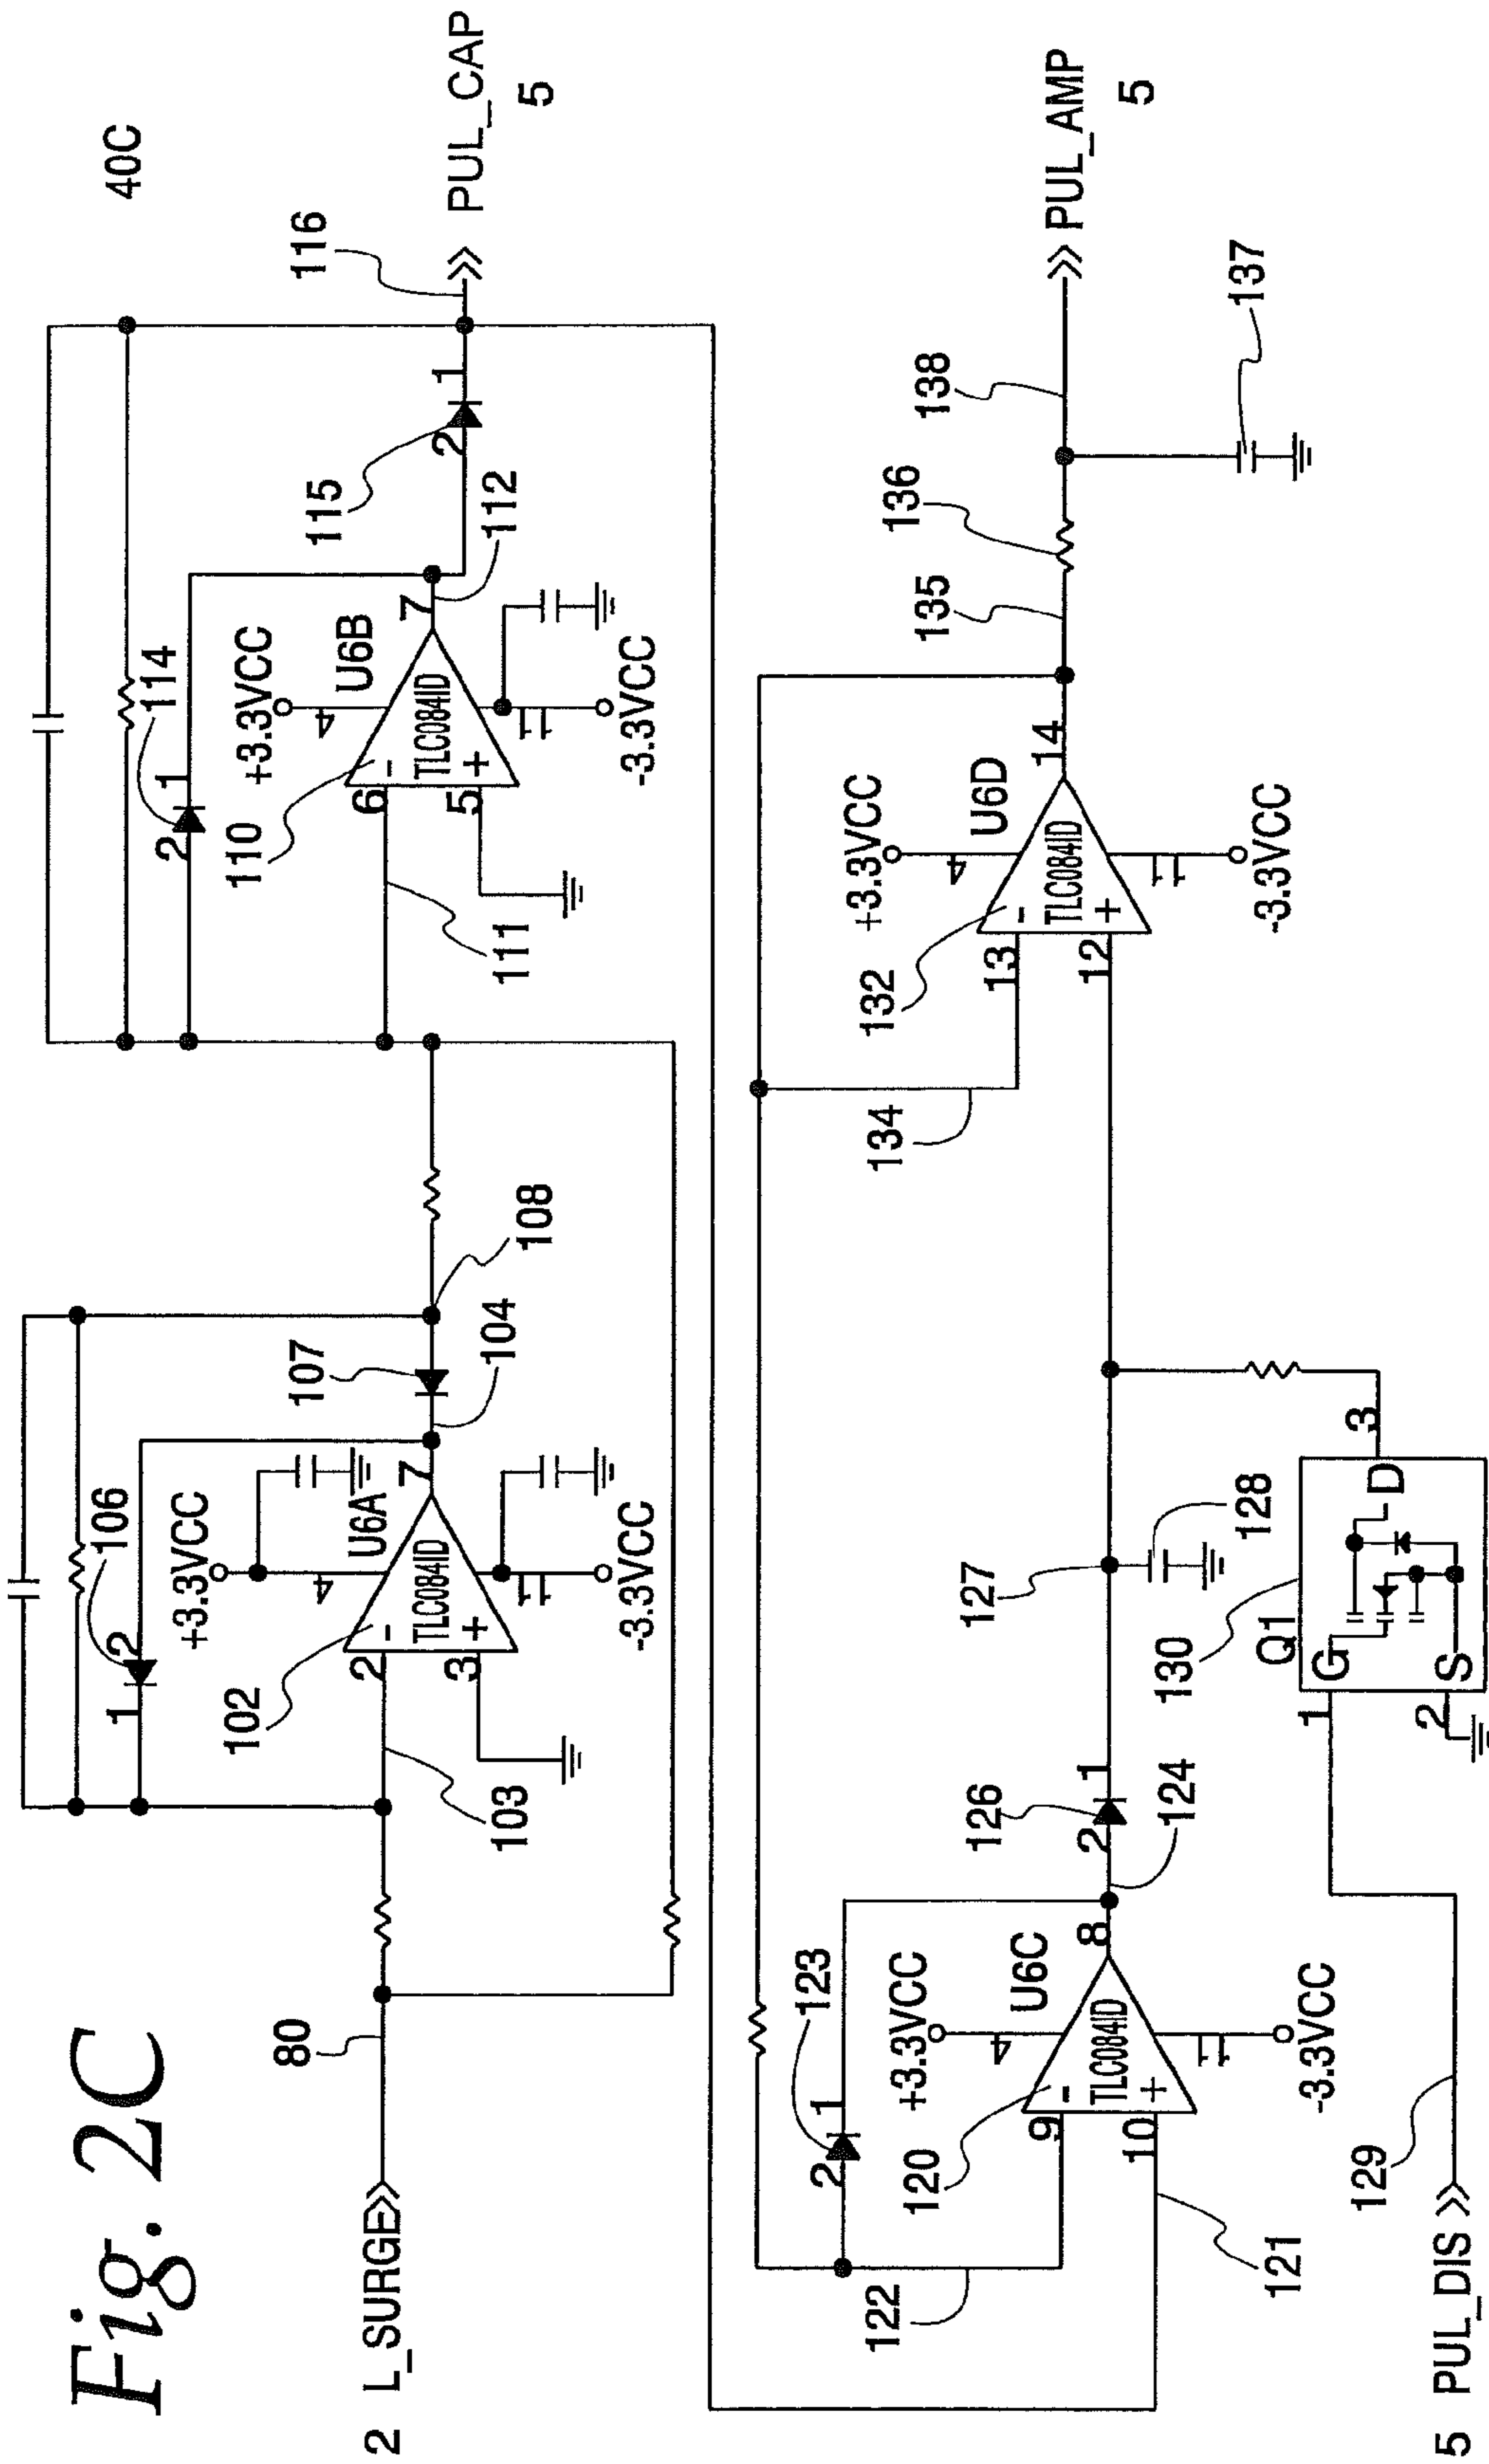 Fig. 2C
40C
2 L_SURGE
80
103
102
2
3
-
+
TLC084ID
U6A
7
4
11
+3.3VCC
-3.3VCC
1
2
106
107
104
108
111
110
6
5
-
+
TLC084ID
U6B
7
4
11
+3.3VCC
-3.3VCC
2
1
114
112
115
2
1
116
PUL_CAP
5
122
121
120
9
10
-
+
TLC084ID
U6C
8
4
11
+3.3VCC
-3.3VCC
2
1
123
124
2
1
126
127
128
5 PUL_DIS
129
1
2
3
G
S
D
Q1
130
134
132
13
12
-
+
TLC084ID
U6D
14
4
11
+3.3VCC
-3.3VCC
135
136
137
138
PUL_AMP
5